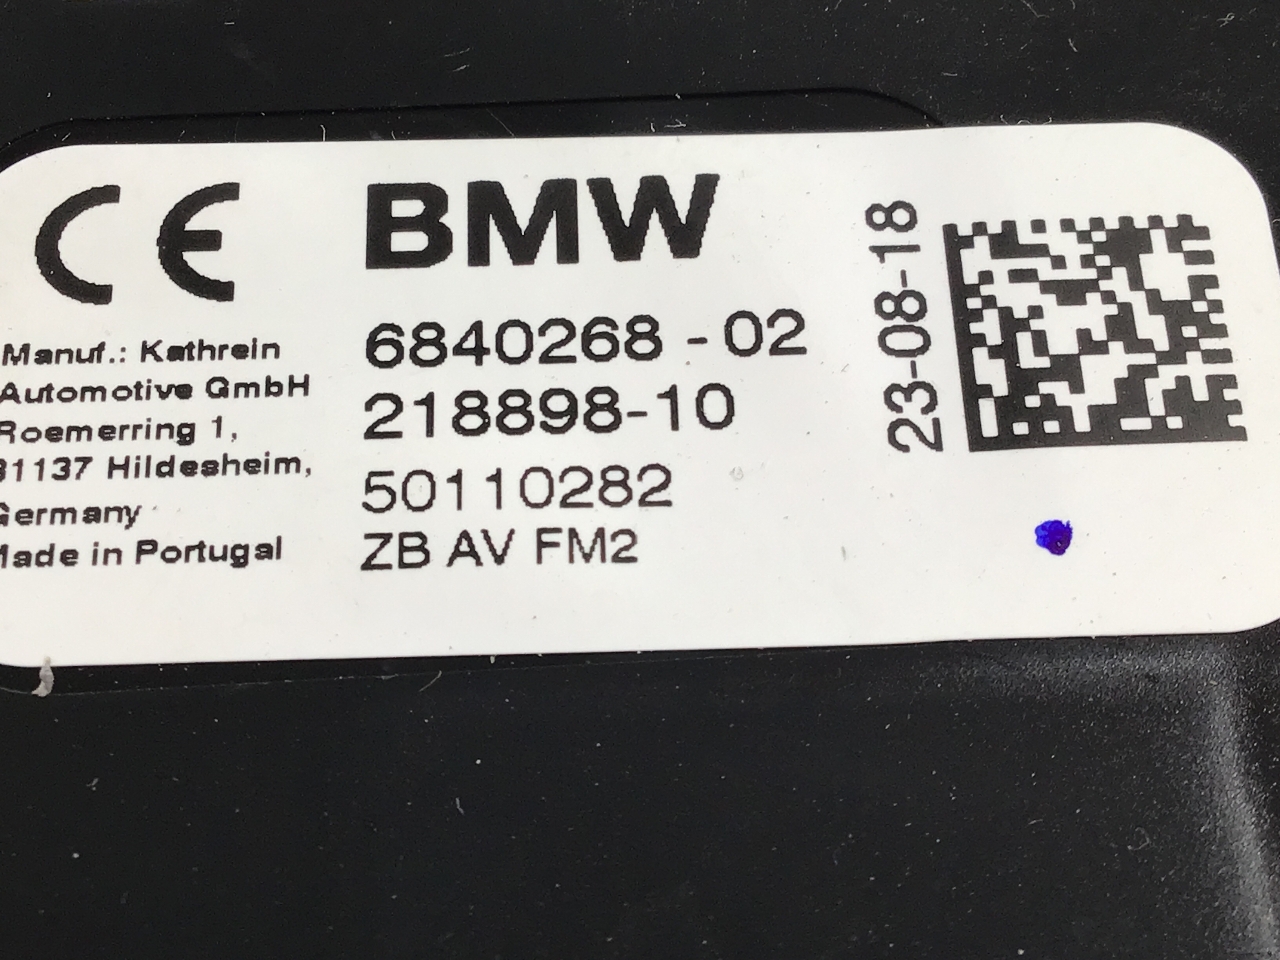 CE
BMW
6840268-02
218898-10
50110282
ZB AV FM2
Manuf.: Kathrein
Automotive GmbH
Roemerring 1,
31137 Hildesheim,
Germany
Made in Portugal
23-08-18